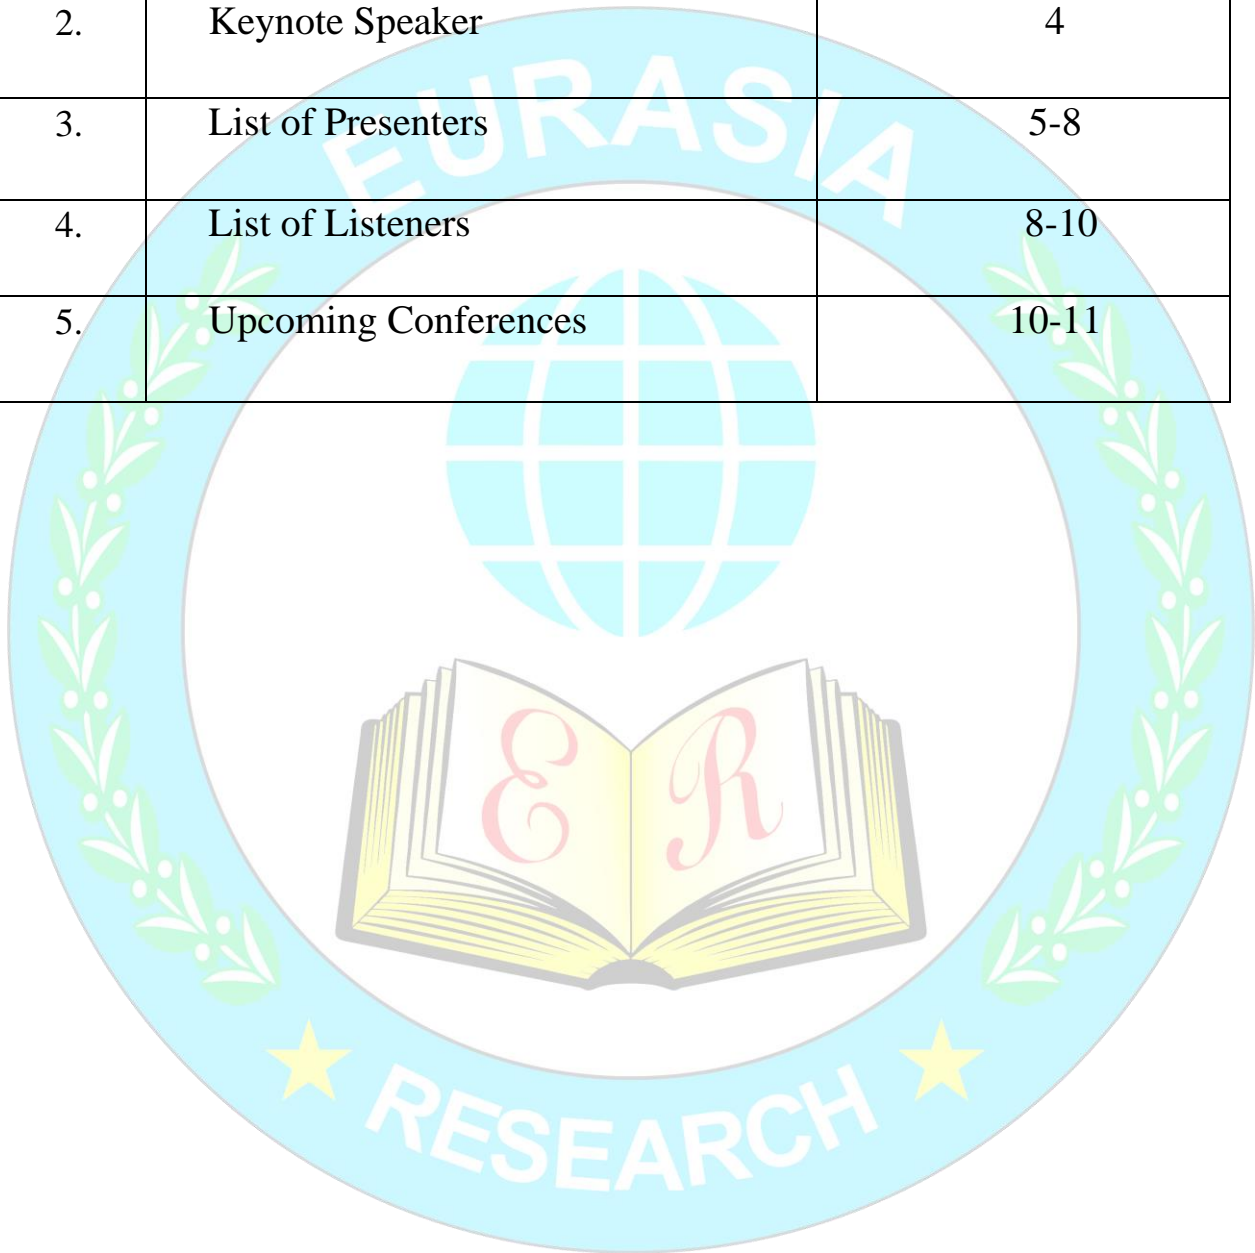 2. Keynote Speaker 4
3. List of Presenters 5-8
4. List of Listeners 8-10
5. Upcoming Conferences 10-11
EURASIA
E R
RESEARCH